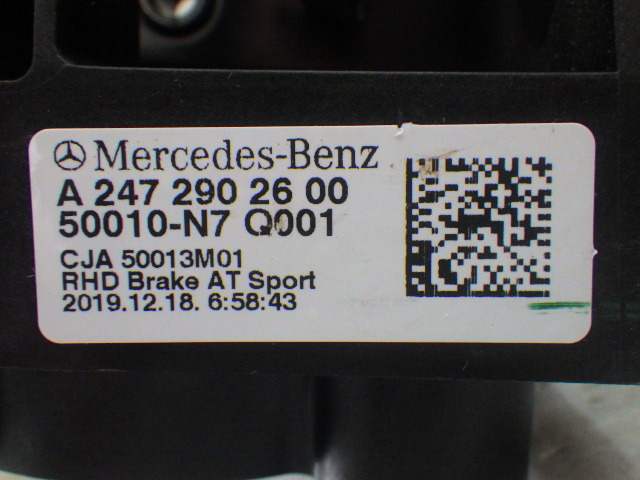 Mercedes-Benz
A 247 290 26 00
50010-N7 Q001
CJA 50013M01
RHD Brake AT Sport
2019.12.18. 6:58:43